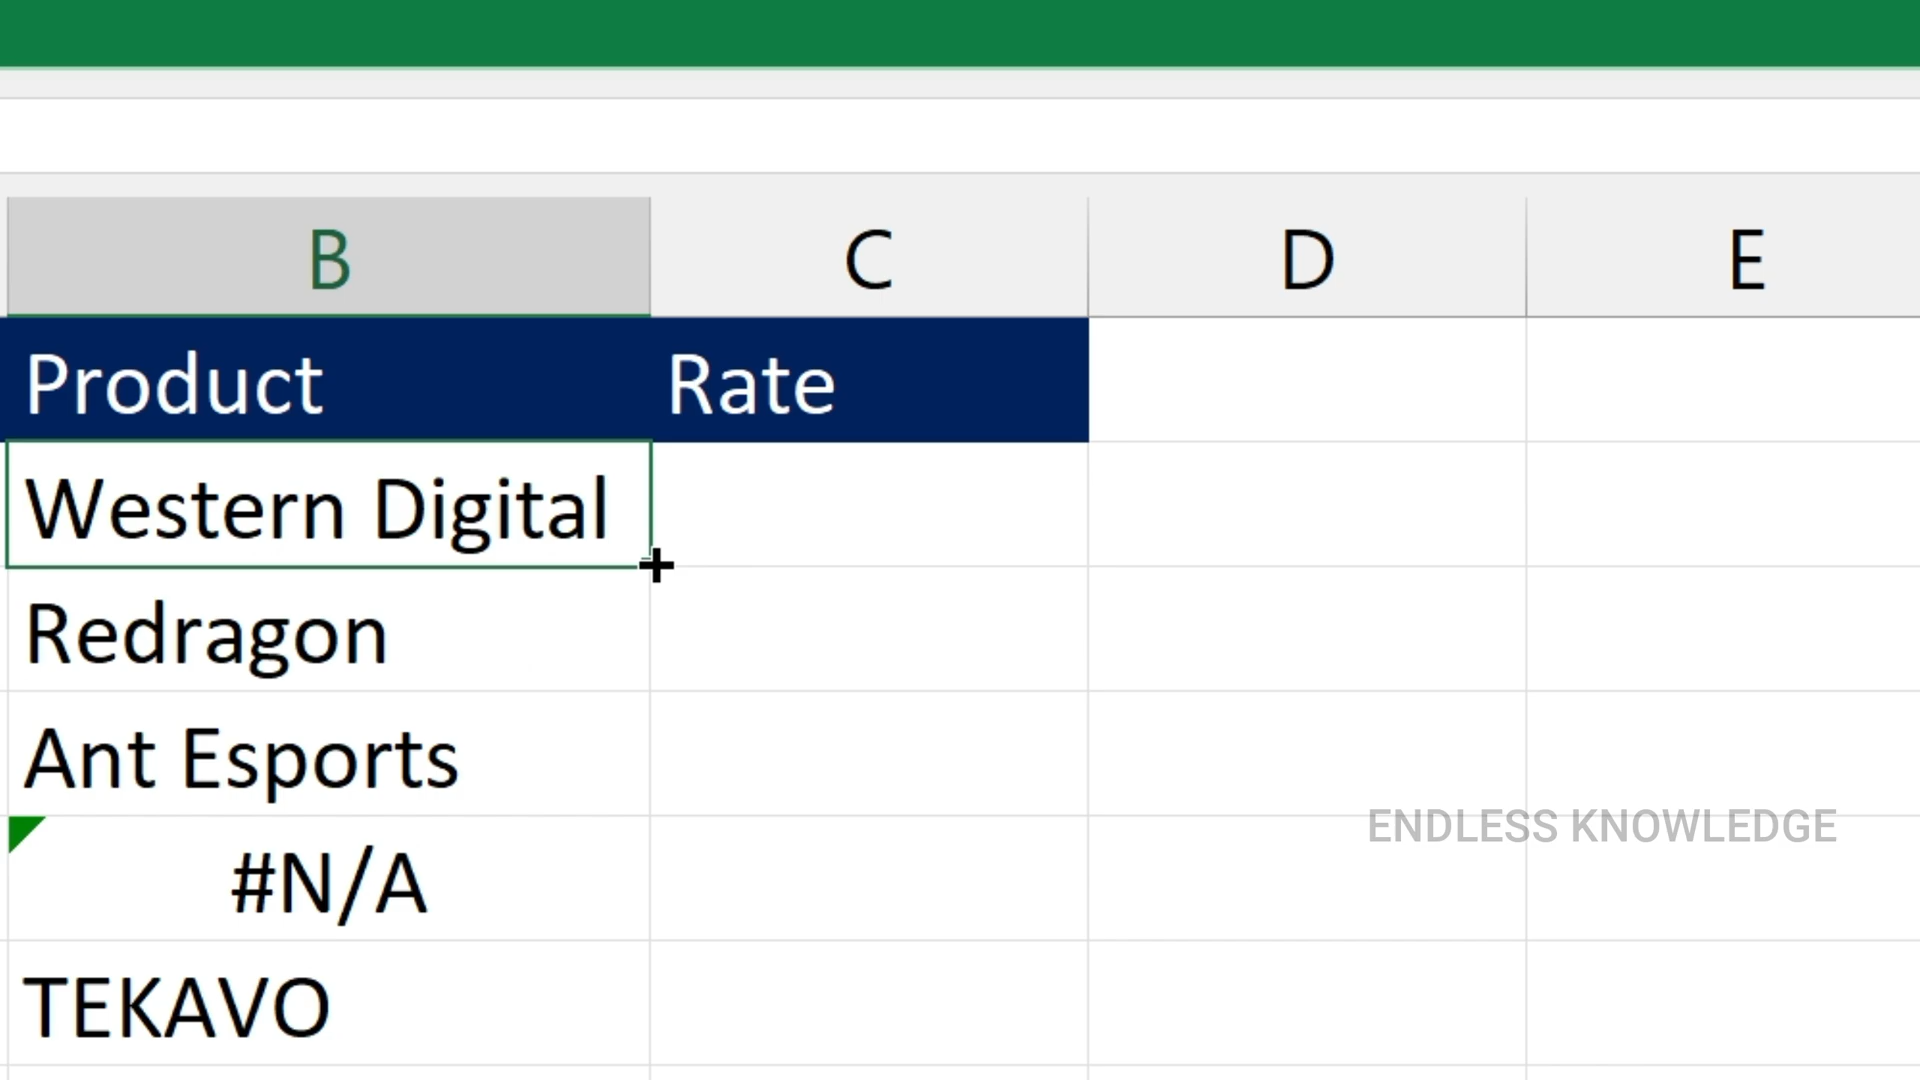 B C D E
Product Rate
Western Digital
Redragon
Ant Esports
ENDLESS KNOWLEDGE
#N/A
TEKAVO